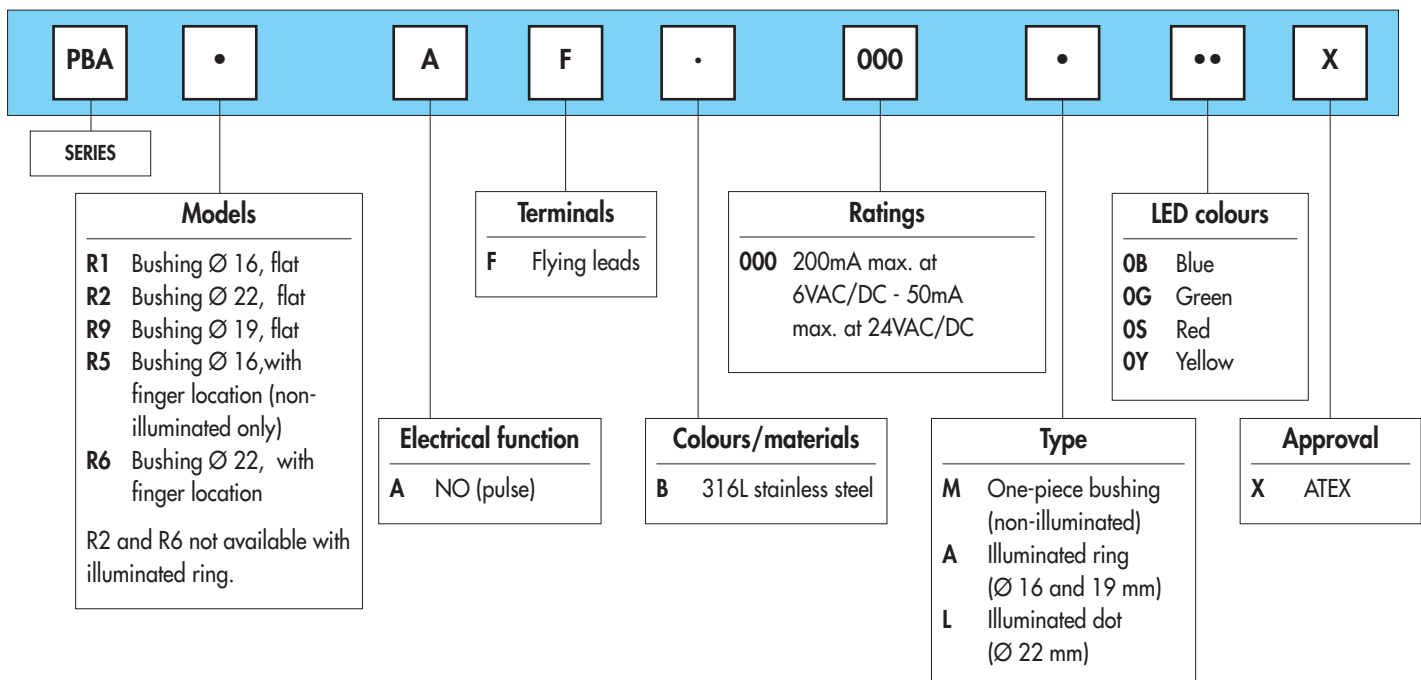 PBA • A F · 000 • •• X
SERIES
Models
R1 Bushing Ø 16, flat
R2 Bushing Ø 22, flat
R9 Bushing Ø 19, flat
R5 Bushing Ø 16,with
finger location (non-
illuminated only)
R6 Bushing Ø 22, with
finger location
R2 and R6 not available with
illuminated ring.
Electrical function
A NO (pulse)
Terminals
F Flying leads
Colours/materials
B 316L stainless steel
Ratings
000 200mA max. at
6VAC/DC - 50mA
max. at 24VAC/DC
Type
M One-piece bushing
(non-illuminated)
A Illuminated ring
(Ø 16 and 19 mm)
L Illuminated dot
(Ø 22 mm)
LED colours
0B Blue
0G Green
0S Red
0Y Yellow
Approval
X ATEX